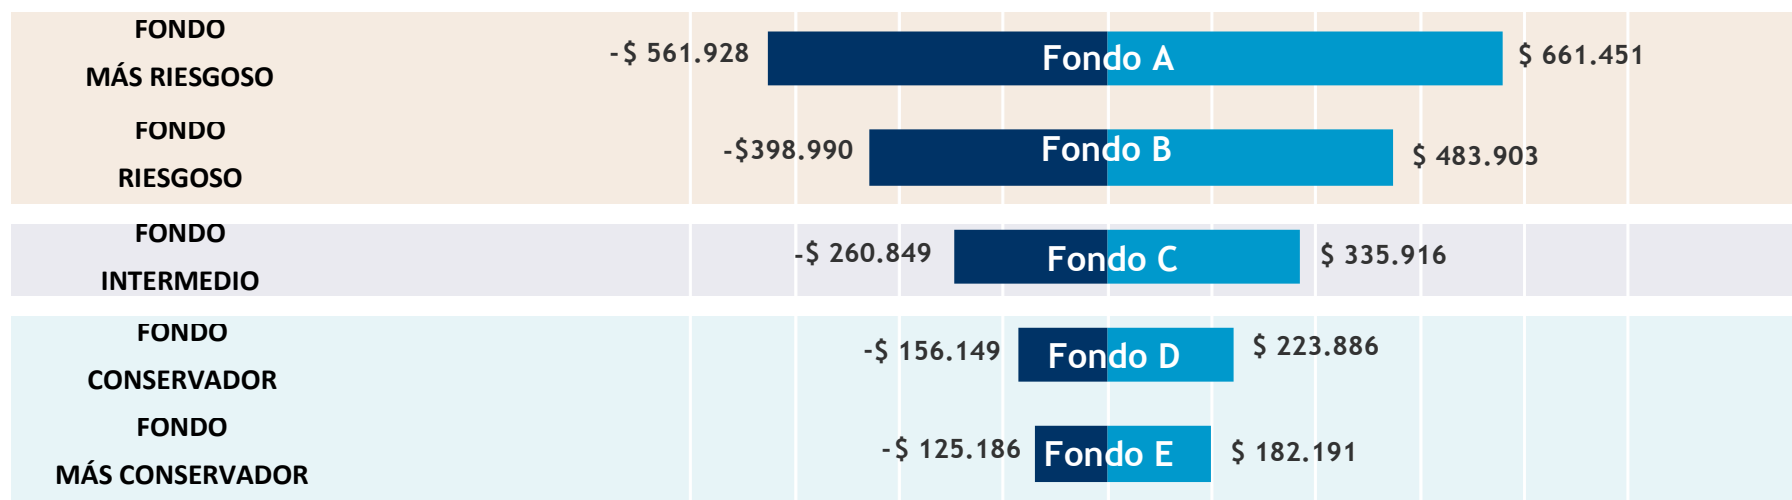 FONDO
MÁS RIESGOSO
-$ 561.928
Fondo A
$ 661.451
FONDO
RIESGOSO
-$398.990
Fondo B
$ 483.903
FONDO
INTERMEDIO
-$ 260.849
Fondo C
$ 335.916
FONDO
CONSERVADOR
-$ 156.149
Fondo D
$ 223.886
FONDO
MÁS CONSERVADOR
-$ 125.186
Fondo E
$ 182.191